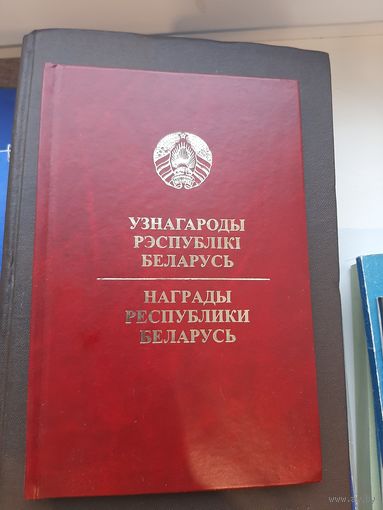 УЗНАГАРОДЫ
РЭСПУБЛІКІ
БЕЛАРУСЬ
НАГРАДЫ
РЕСПУБЛИКИ
БЕЛАРУСЬ